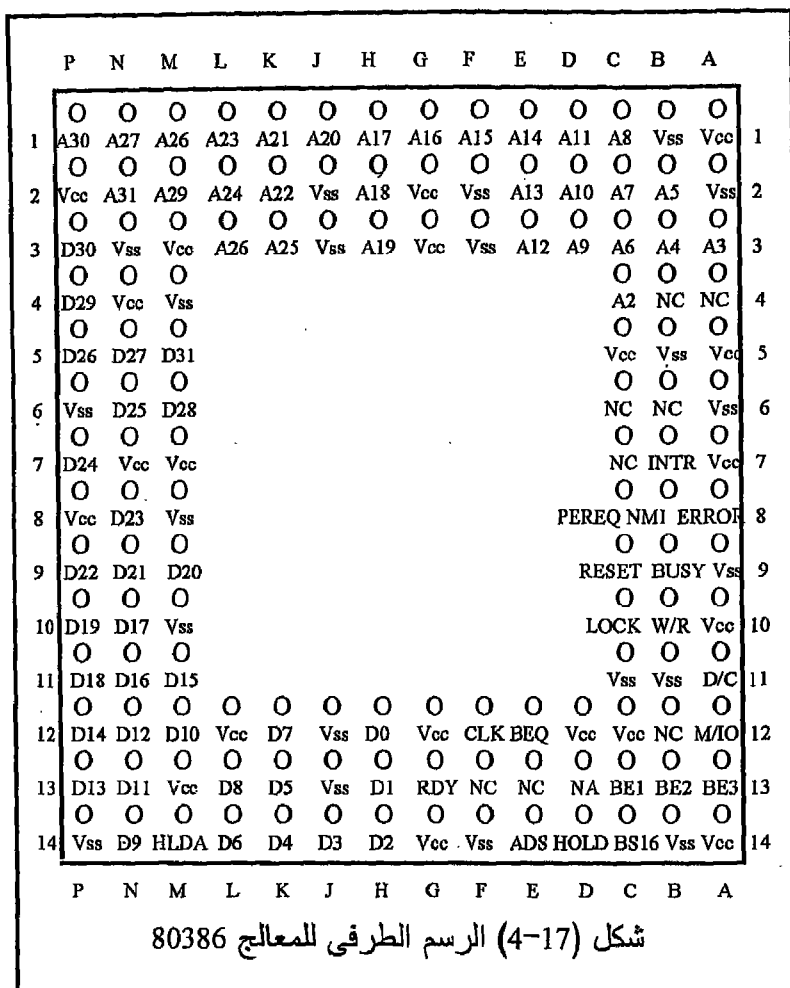 P N M L K J H G F E D C B A
O O O O O O O O O O O O O O
1 A30 A27 A26 A23 A21 A20 A17 A16 A15 A14 A11 A8 Vss Vcc 1
O O O O O O O O O O O O O O
2 Vcc A31 A29 A24 A22 Vss A18 Vcc Vss A13 A10 A7 A5 Vss 2
O O O O O O O O O O O O O O
3 D30 Vss Vcc A26 A25 Vss A19 Vcc Vss A12 A9 A6 A4 A3 3
O O O O O O
4 D29 Vcc Vss A2 NC NC 4
O O O O O O
5 D26 D27 D31 Vcc Vss Vcc 5
O O O O O O
6 Vss D25 D28 NC NC Vss 6
O O O O O O
7 D24 Vcc Vcc NC INTR Vcc 7
O O O O O O
8 Vcc D23 Vss PEREQ NMI ERROR 8
O O O O O O
9 D22 D21 D20 RESET BUSY Vss 9
O O O O O O
10 D19 D17 Vss LOCK W/R Vcc 10
O O O O O O
11 D18 D16 D15 Vss Vss D/C 11
O O O O O O O O O O O O O O
12 D14 D12 D10 Vcc D7 Vss D0 Vcc CLK BEQ Vcc Vcc NC M/IO 12
O O O O O O O O O O O O O O
13 D13 D11 Vcc D8 D5 Vss D1 RDY NC NC NA BE1 BE2 BE3 13
O O O O O O O O O O O O O O
14 Vss D9 HLDA D6 D4 D3 D2 Vcc Vss ADS HOLD BS16 Vss Vcc 14
P N M L K J H G F E D C B A
شكل (17-4) الرسم الطرفى للمعالج 80386